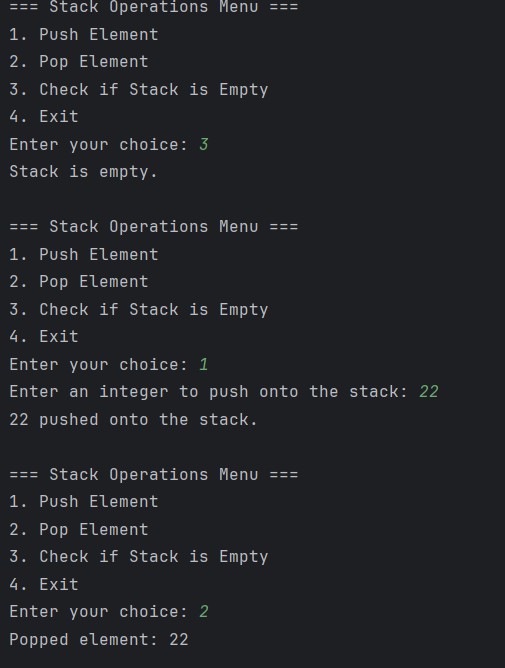 === Stack Operations Menu ===
1. Push Element
2. Pop Element
3. Check if Stack is Empty
4. Exit
Enter your choice: 3
Stack is empty.
=== Stack Operations Menu ===
1. Push Element
2. Pop Element
3. Check if Stack is Empty
4. Exit
Enter your choice: 1
Enter an integer to push onto the stack: 22
22 pushed onto the stack.
=== Stack Operations Menu ===
1. Push Element
2. Pop Element
3. Check if Stack is Empty
4. Exit
Enter your choice: 2
Popped element: 22